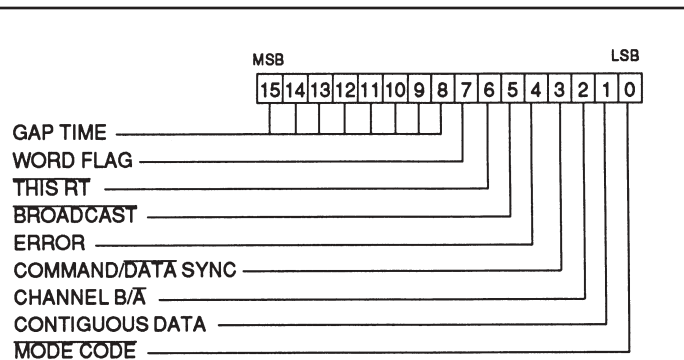 MSB LSB
15 14 13 12 11 10 9 8 7 6 5 4 3 2 1 0
GAP TIME
WORD FLAG
THIS RT
BROADCAST
ERROR
COMMAND/DATA SYNC
CHANNEL B/A
CONTIGUOUS DATA
MODE CODE